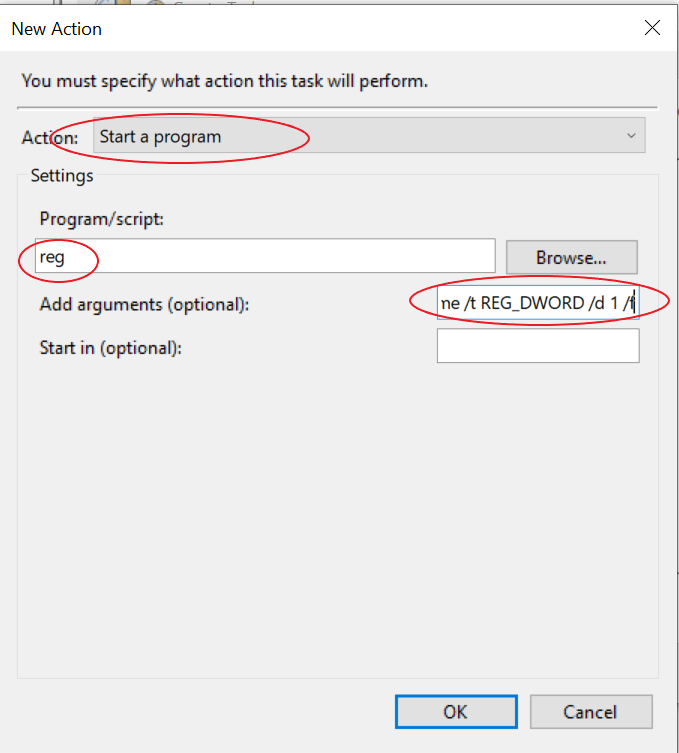 New Action
You must specify what action this task will perform.
Action: Start a program
Settings
Program/script:
reg
Browse...
Add arguments (optional): ne /t REG_DWORD /d 1 /f
Start in (optional):
OK
Cancel